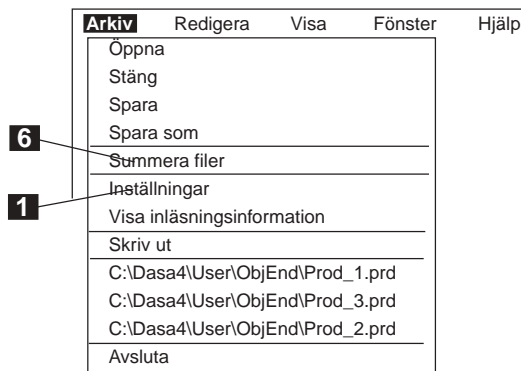 Arkiv Redigera Visa Fönster Hjälp
Öppna
Stäng
Spara
Spara som
6
Summera filer
Inställningar
1
Visa inläsningsinformation
Skriv ut
C:\Dasa4\User\ObjEnd\Prod_1.prd
C:\Dasa4\User\ObjEnd\Prod_3.prd
C:\Dasa4\User\ObjEnd\Prod_2.prd
Avsluta